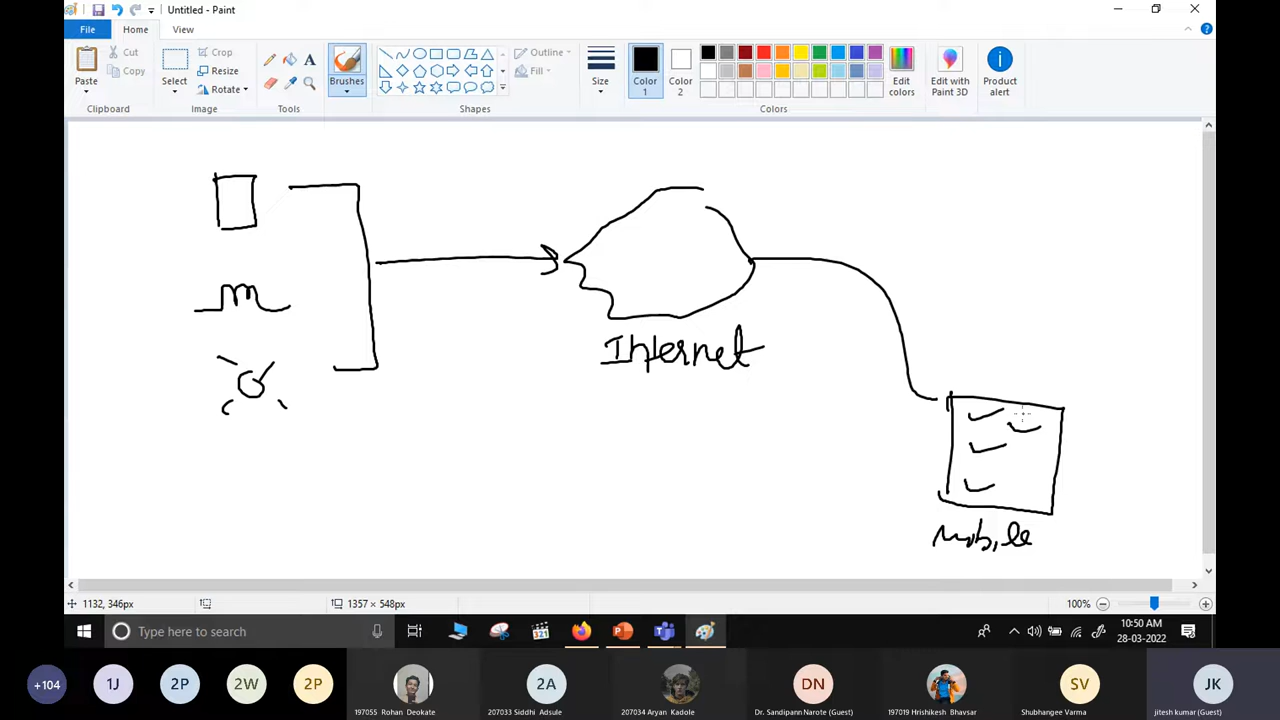 Untitled - Paint
File Home View
Paste
Cut
Copy
Clipboard
Select
Crop
Resize
Rotate
Image
A
Tools
Brushes
Shapes
Outline
Fill
Size
Color 1
Color 2
Edit colors
Colors
Edit with Paint 3D
Product alert
Internet
Mobile
1132, 346px
1357 × 548px
100%
Type here to search
10:50 AM
28-03-2022
+104
1J
2P
2W
2P
197055 Rohan Deokate
2A
207033 Siddhi Adsule
207034 Aryan Kadole
DN
Dr. Sandipann Narote (Guest)
197019 Hrishikesh Bhavsar
SV
Shubhangee Varma
JK
jitesh kumar (Guest)